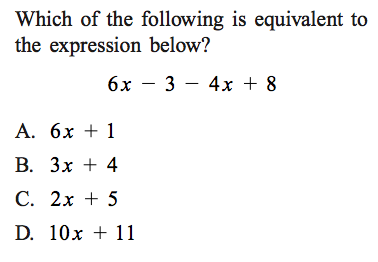 Which of the following is equivalent to
the expression below?
6x − 3 − 4x + 8
A. 6x + 1
B. 3x + 4
C. 2x + 5
D. 10x + 11